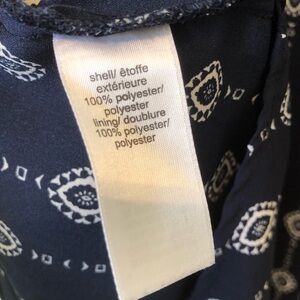 shell/ étoffe
extérieure
100% polyester/
polyester
lining/ doublure
100% polyester/
polyester